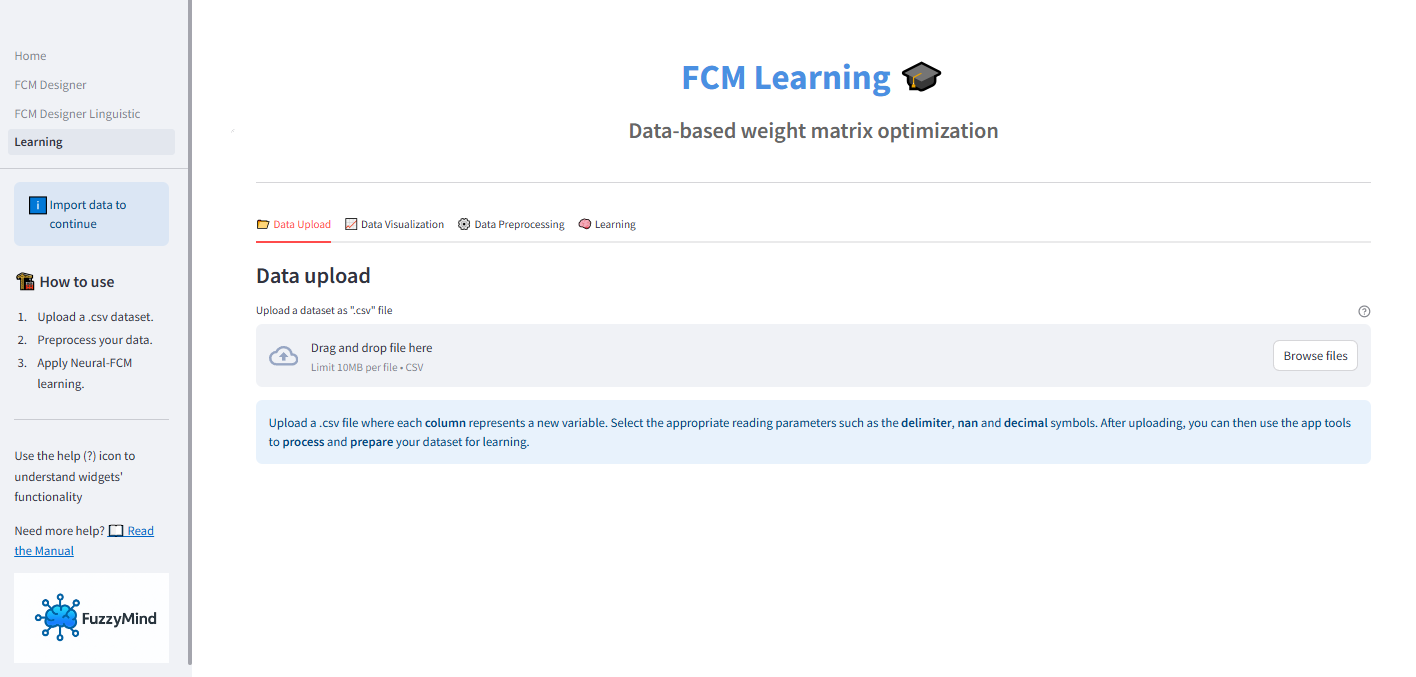 Home
FCM Designer
FCM Designer Linguistic
Learning
Import data to
continue
How to use
1. Upload a .csv dataset.
2. Preprocess your data.
3. Apply Neural-FCM
learning.
Use the help (?) icon to
understand widgets'
functionality
Need more help? Read
the Manual
FuzzyMind
FCM Learning
Data-based weight matrix optimization
Data Upload Data Visualization Data Preprocessing Learning
Data upload
Upload a dataset as ".csv" file
Drag and drop file here
Limit 10MB per file • CSV
Browse files
Upload a .csv file where each column represents a new variable. Select the appropriate reading parameters such as the delimiter, nan and decimal symbols. After uploading, you can then use the app tools
to process and prepare your dataset for learning.